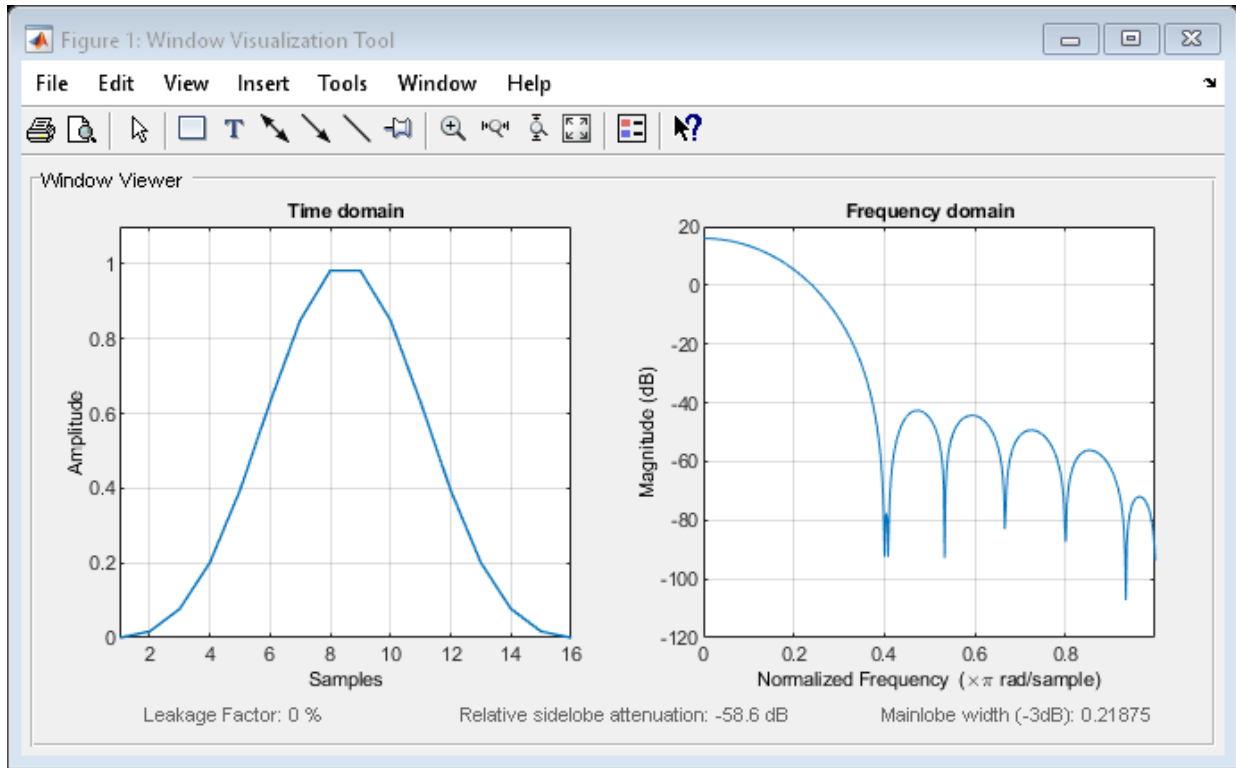 Figure 1: Window Visualization Tool
File Edit View Insert Tools Window Help
Window Viewer
Time domain
1
0.8
0.6
0.4
0.2
0
Amplitude
2 4 6 8 10 12 14 16
Samples
Frequency domain
20
0
-20
-40
-60
-80
-100
-120
Magnitude (dB)
0 0.2 0.4 0.6 0.8
Normalized Frequency (×π rad/sample)
Leakage Factor: 0 % Relative sidelobe attenuation: -58.6 dB Mainlobe width (-3dB): 0.21875